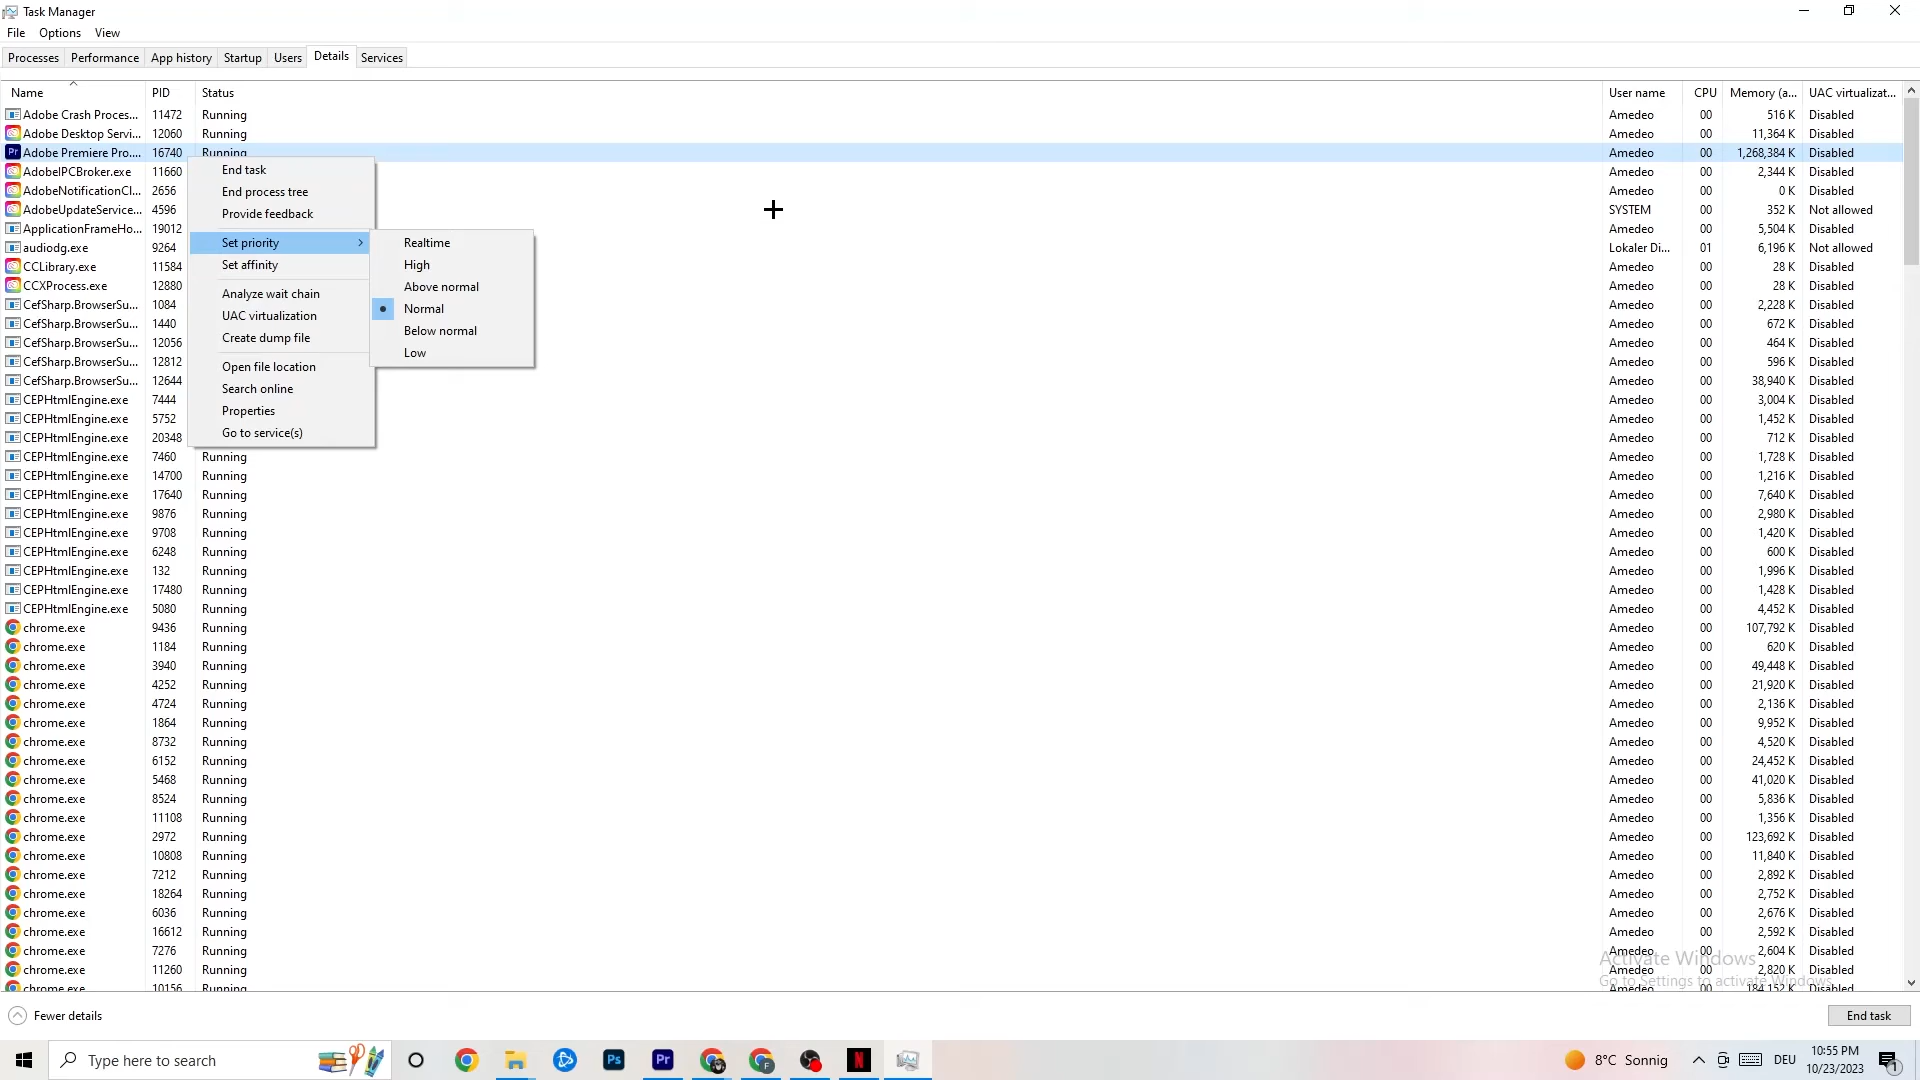 Task Manager
File Options View
Processes Performance App history Startup Users Details Services
Name PID Status User name CPU Memory (a... UAC virtualizat...
Adobe Crash Proces... 11472 Running Amedeo 00 516 K Disabled
Adobe Desktop Servi... 12060 Running Amedeo 00 11,364 K Disabled
Pr Adobe Premiere Pro.... 16740 Running Amedeo 00 1,268,384 K Disabled
AdobeIPCBroker.exe 11660 Amedeo 00 2,344 K Disabled
AdobeNotificationCl... 2656 Amedeo 00 0 K Disabled
AdobeUpdateService... 4596 SYSTEM 00 352 K Not allowed
ApplicationFrameHo... 19012 Amedeo 00 5,504 K Disabled
audiodg.exe 9264 Lokaler Di... 01 6,196 K Not allowed
CCLibrary.exe 11584 Amedeo 00 28 K Disabled
CCXProcess.exe 12880 Amedeo 00 28 K Disabled
CefSharp.BrowserSu... 1084 Amedeo 00 2,228 K Disabled
CefSharp.BrowserSu... 1440 Amedeo 00 672 K Disabled
CefSharp.BrowserSu... 12056 Amedeo 00 464 K Disabled
CefSharp.BrowserSu... 12812 Amedeo 00 596 K Disabled
CefSharp.BrowserSu... 12644 Amedeo 00 38,940 K Disabled
CEPHtmlEngine.exe 7444 Amedeo 00 3,004 K Disabled
CEPHtmlEngine.exe 5752 Amedeo 00 1,452 K Disabled
CEPHtmlEngine.exe 20348 Amedeo 00 712 K Disabled
CEPHtmlEngine.exe 7460 Running Amedeo 00 1,728 K Disabled
CEPHtmlEngine.exe 14700 Running Amedeo 00 1,216 K Disabled
CEPHtmlEngine.exe 17640 Running Amedeo 00 7,640 K Disabled
CEPHtmlEngine.exe 9876 Running Amedeo 00 2,980 K Disabled
CEPHtmlEngine.exe 9708 Running Amedeo 00 1,420 K Disabled
CEPHtmlEngine.exe 6248 Running Amedeo 00 600 K Disabled
CEPHtmlEngine.exe 132 Running Amedeo 00 1,996 K Disabled
CEPHtmlEngine.exe 17480 Running Amedeo 00 1,428 K Disabled
CEPHtmlEngine.exe 5080 Running Amedeo 00 4,452 K Disabled
chrome.exe 9436 Running Amedeo 00 107,792 K Disabled
chrome.exe 1184 Running Amedeo 00 620 K Disabled
chrome.exe 3940 Running Amedeo 00 49,448 K Disabled
chrome.exe 4252 Running Amedeo 00 21,920 K Disabled
chrome.exe 4724 Running Amedeo 00 2,136 K Disabled
chrome.exe 1864 Running Amedeo 00 9,952 K Disabled
chrome.exe 8732 Running Amedeo 00 4,520 K Disabled
chrome.exe 6152 Running Amedeo 00 24,452 K Disabled
chrome.exe 5468 Running Amedeo 00 41,020 K Disabled
chrome.exe 8524 Running Amedeo 00 5,836 K Disabled
chrome.exe 11108 Running Amedeo 00 1,356 K Disabled
chrome.exe 2972 Running Amedeo 00 123,692 K Disabled
chrome.exe 10808 Running Amedeo 00 11,840 K Disabled
chrome.exe 7212 Running Amedeo 00 2,892 K Disabled
chrome.exe 18264 Running Amedeo 00 2,752 K Disabled
chrome.exe 6036 Running Amedeo 00 2,676 K Disabled
chrome.exe 16612 Running Amedeo 00 2,592 K Disabled
chrome.exe 7276 Running Amedeo 00 2,604 K Disabled
chrome.exe 11260 Running Amedeo 00 2,820 K Disabled
chrome.exe 10156 Running Amedeo 00 184,152 K Disabled
End task
End process tree
Provide feedback
Set priority
Set affinity
Analyze wait chain
UAC virtualization
Create dump file
Open file location
Search online
Properties
Go to service(s)
Realtime
High
Above normal
Normal
Below normal
Low
Activate Windows
Go to Settings to activate Windows.
Fewer details End task
Type here to search Ps Pr F N 8°C Sonnig DEU 10:55 PM
10/23/2023 1